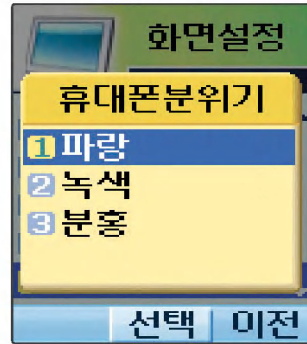 화면설정
휴대폰분위기
1 파랑
2 녹색
3 분홍
선택 이전